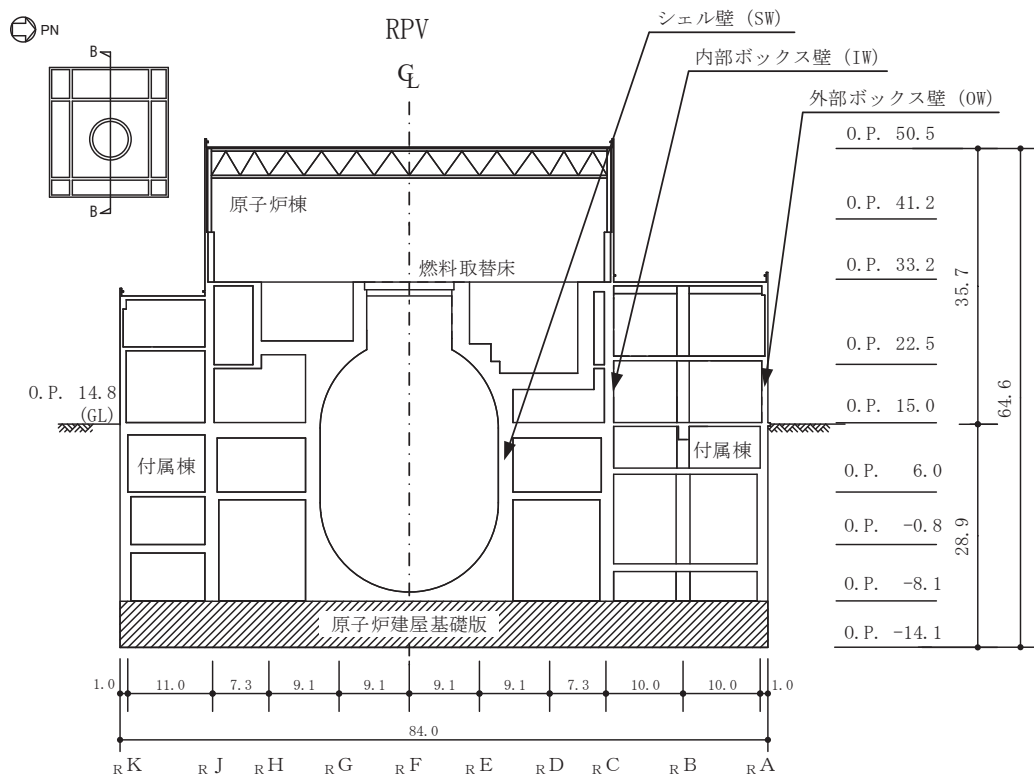 PN
B
B
RPV
CL
シェル壁 (SW)
内部ボックス壁 (IW)
外部ボックス壁 (OW)
O.P. 50.5
原子炉棟
O.P. 41.2
燃料取替床
O.P. 33.2
35.7
O.P. 22.5
O.P. 14.8
(GL)
O.P. 15.0
64.6
付属棟
付属棟
O.P. 6.0
O.P. -0.8
28.9
O.P. -8.1
原子炉建屋基礎版
O.P. -14.1
1.0 11.0 7.3 9.1 9.1 9.1 9.1 7.3 10.0 10.0 1.0
84.0
RK RJ RH RG RF RE RD RC RB RA